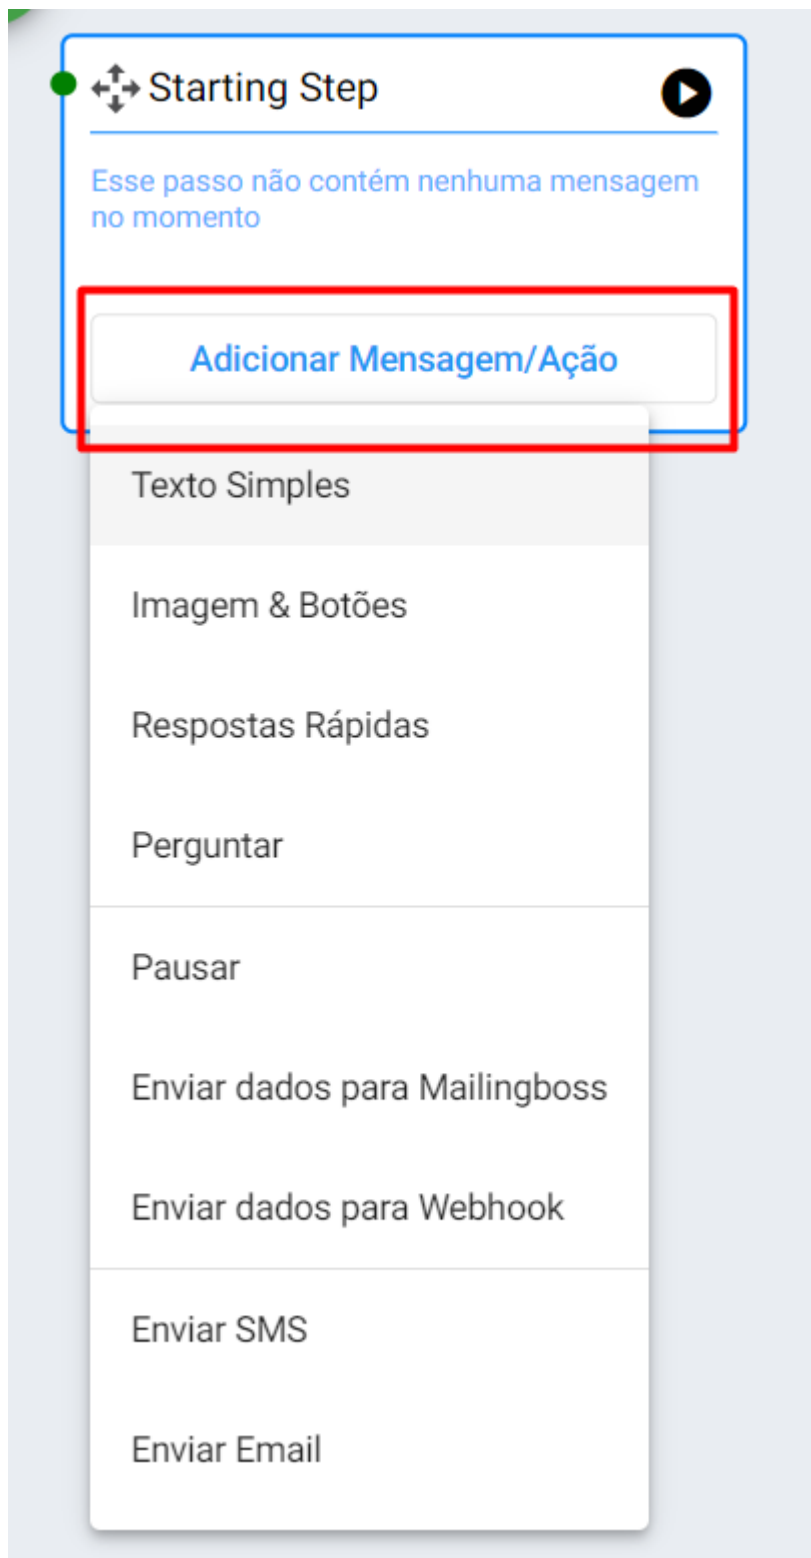 Starting Step
Esse passo não contém nenhuma mensagem
no momento
Adicionar Mensagem/Ação
Texto Simples
Imagem & Botões
Respostas Rápidas
Perguntar
Pausar
Enviar dados para Mailingboss
Enviar dados para Webhook
Enviar SMS
Enviar Email